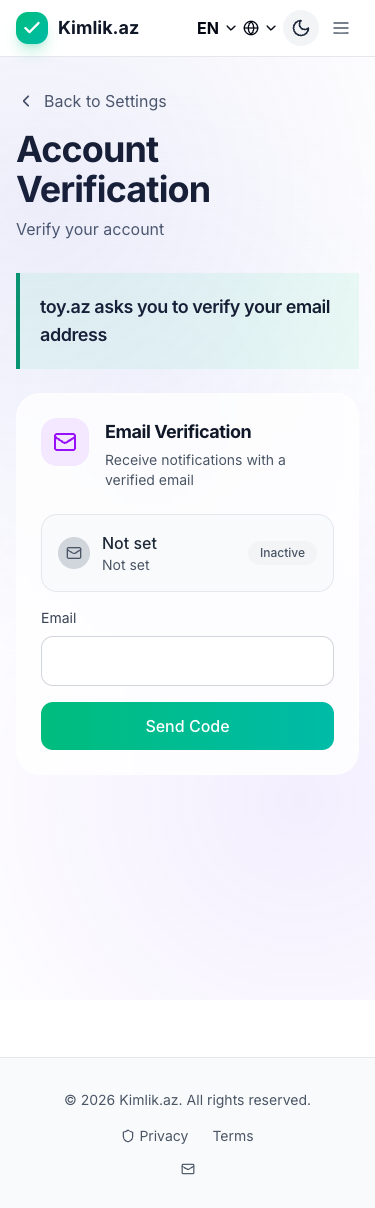 Kimlik.az
EN
Back to Settings
Account
Verification
Verify your account
toy.az asks you to verify your email
address
Email Verification
Receive notifications with a
verified email
Not set
Not set
Inactive
Email
Send Code
© 2026 Kimlik.az. All rights reserved.
Privacy
Terms